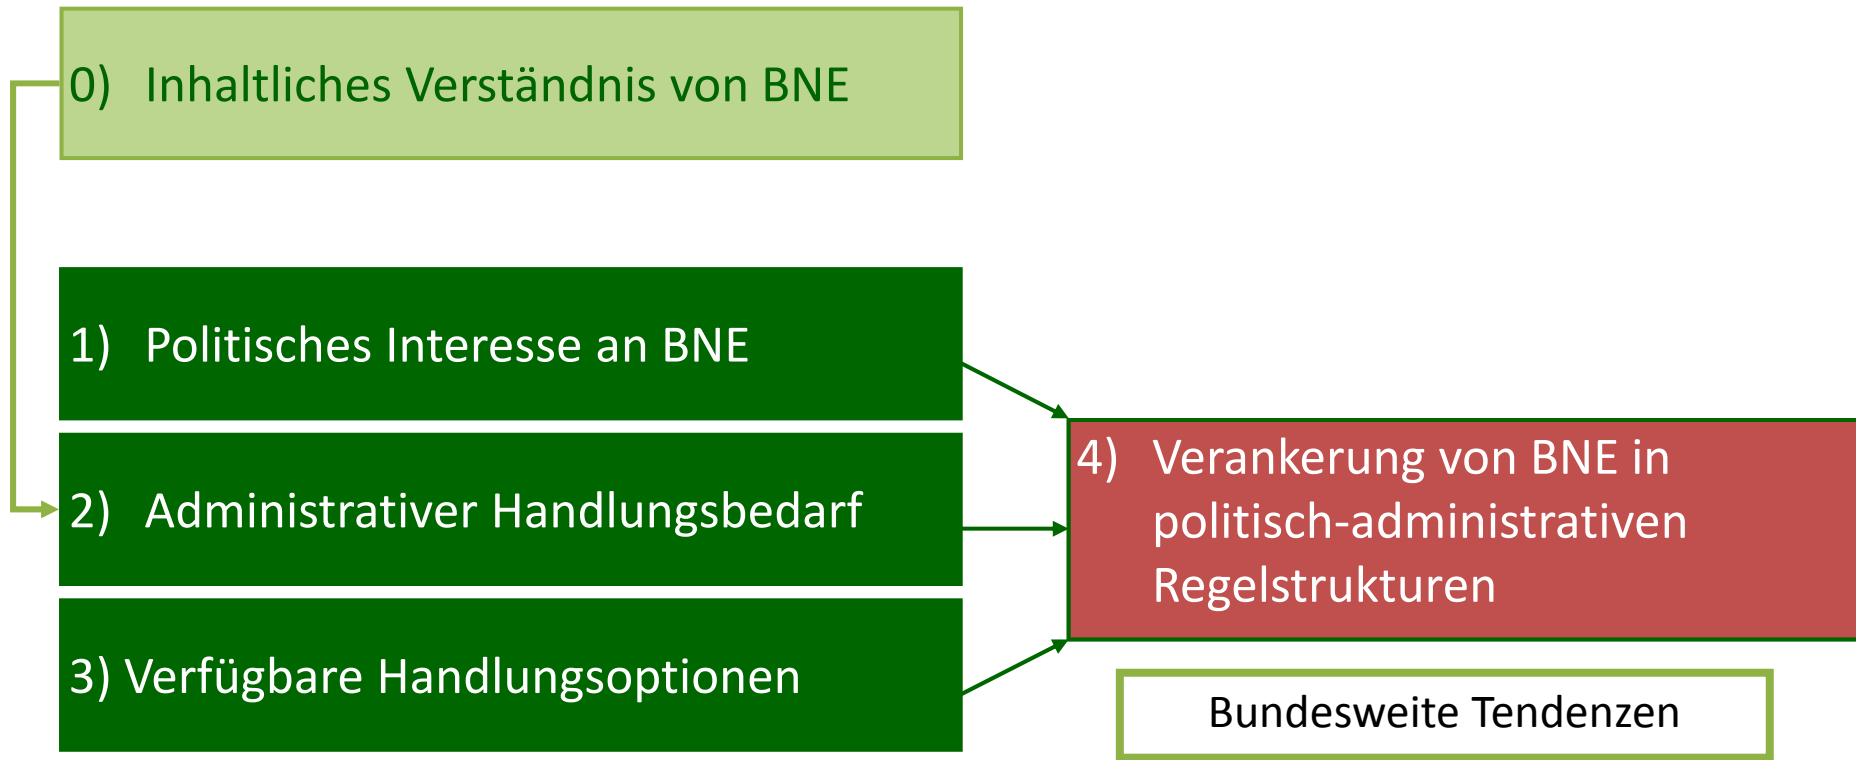 0) Inhaltliches Verständnis von BNE
1) Politisches Interesse an BNE
2) Administrativer Handlungsbedarf
3) Verfügbare Handlungsoptionen
4) Verankerung von BNE in
politisch-administrativen
Regelstrukturen
Bundesweite Tendenzen